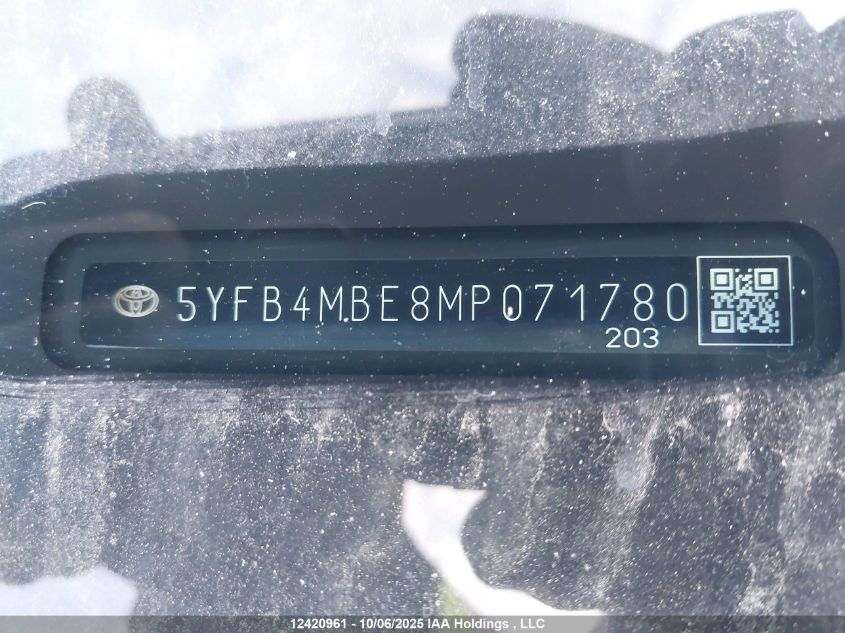 5YFB4MBE8MP071780
203
12420961 - 10/06/2025 IAA Holdings , LLC